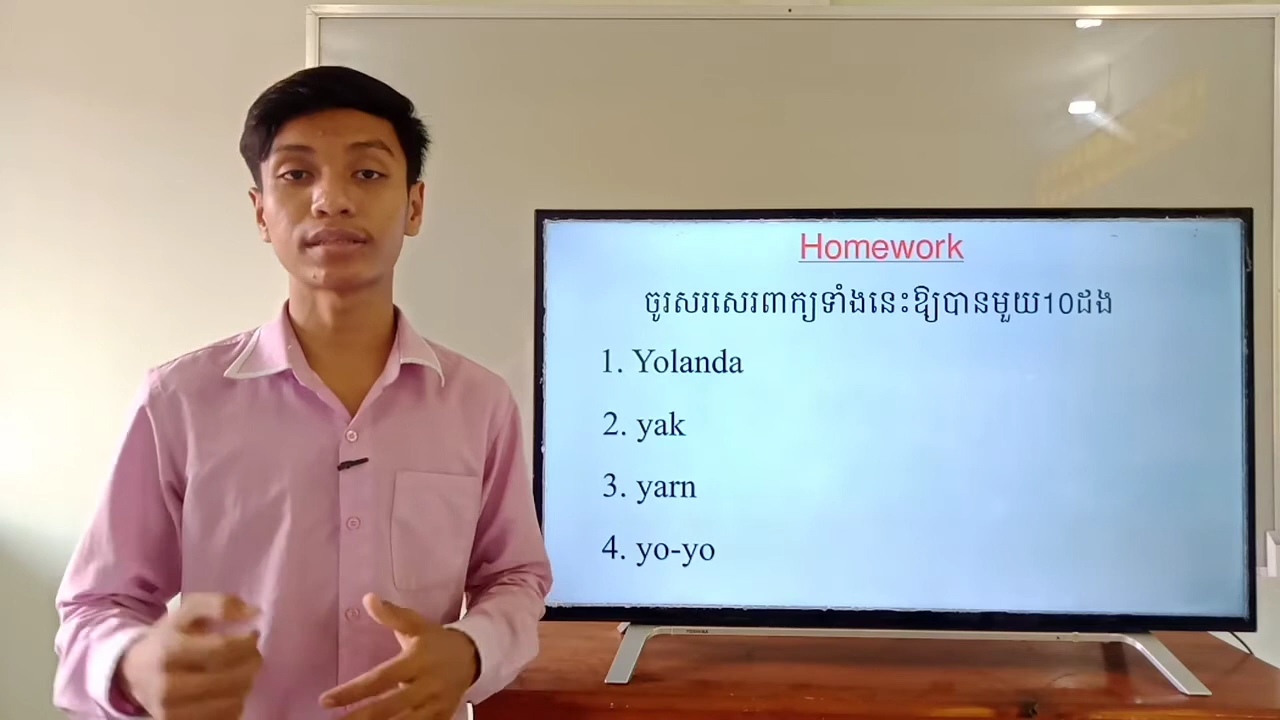 Homework
ចូរសរសេរពាក្យទាំងនេះឱ្យបានមួយ10ដង
1. Yolanda
2. yak
3. yarn
4. yo-yo
TOSHIBA